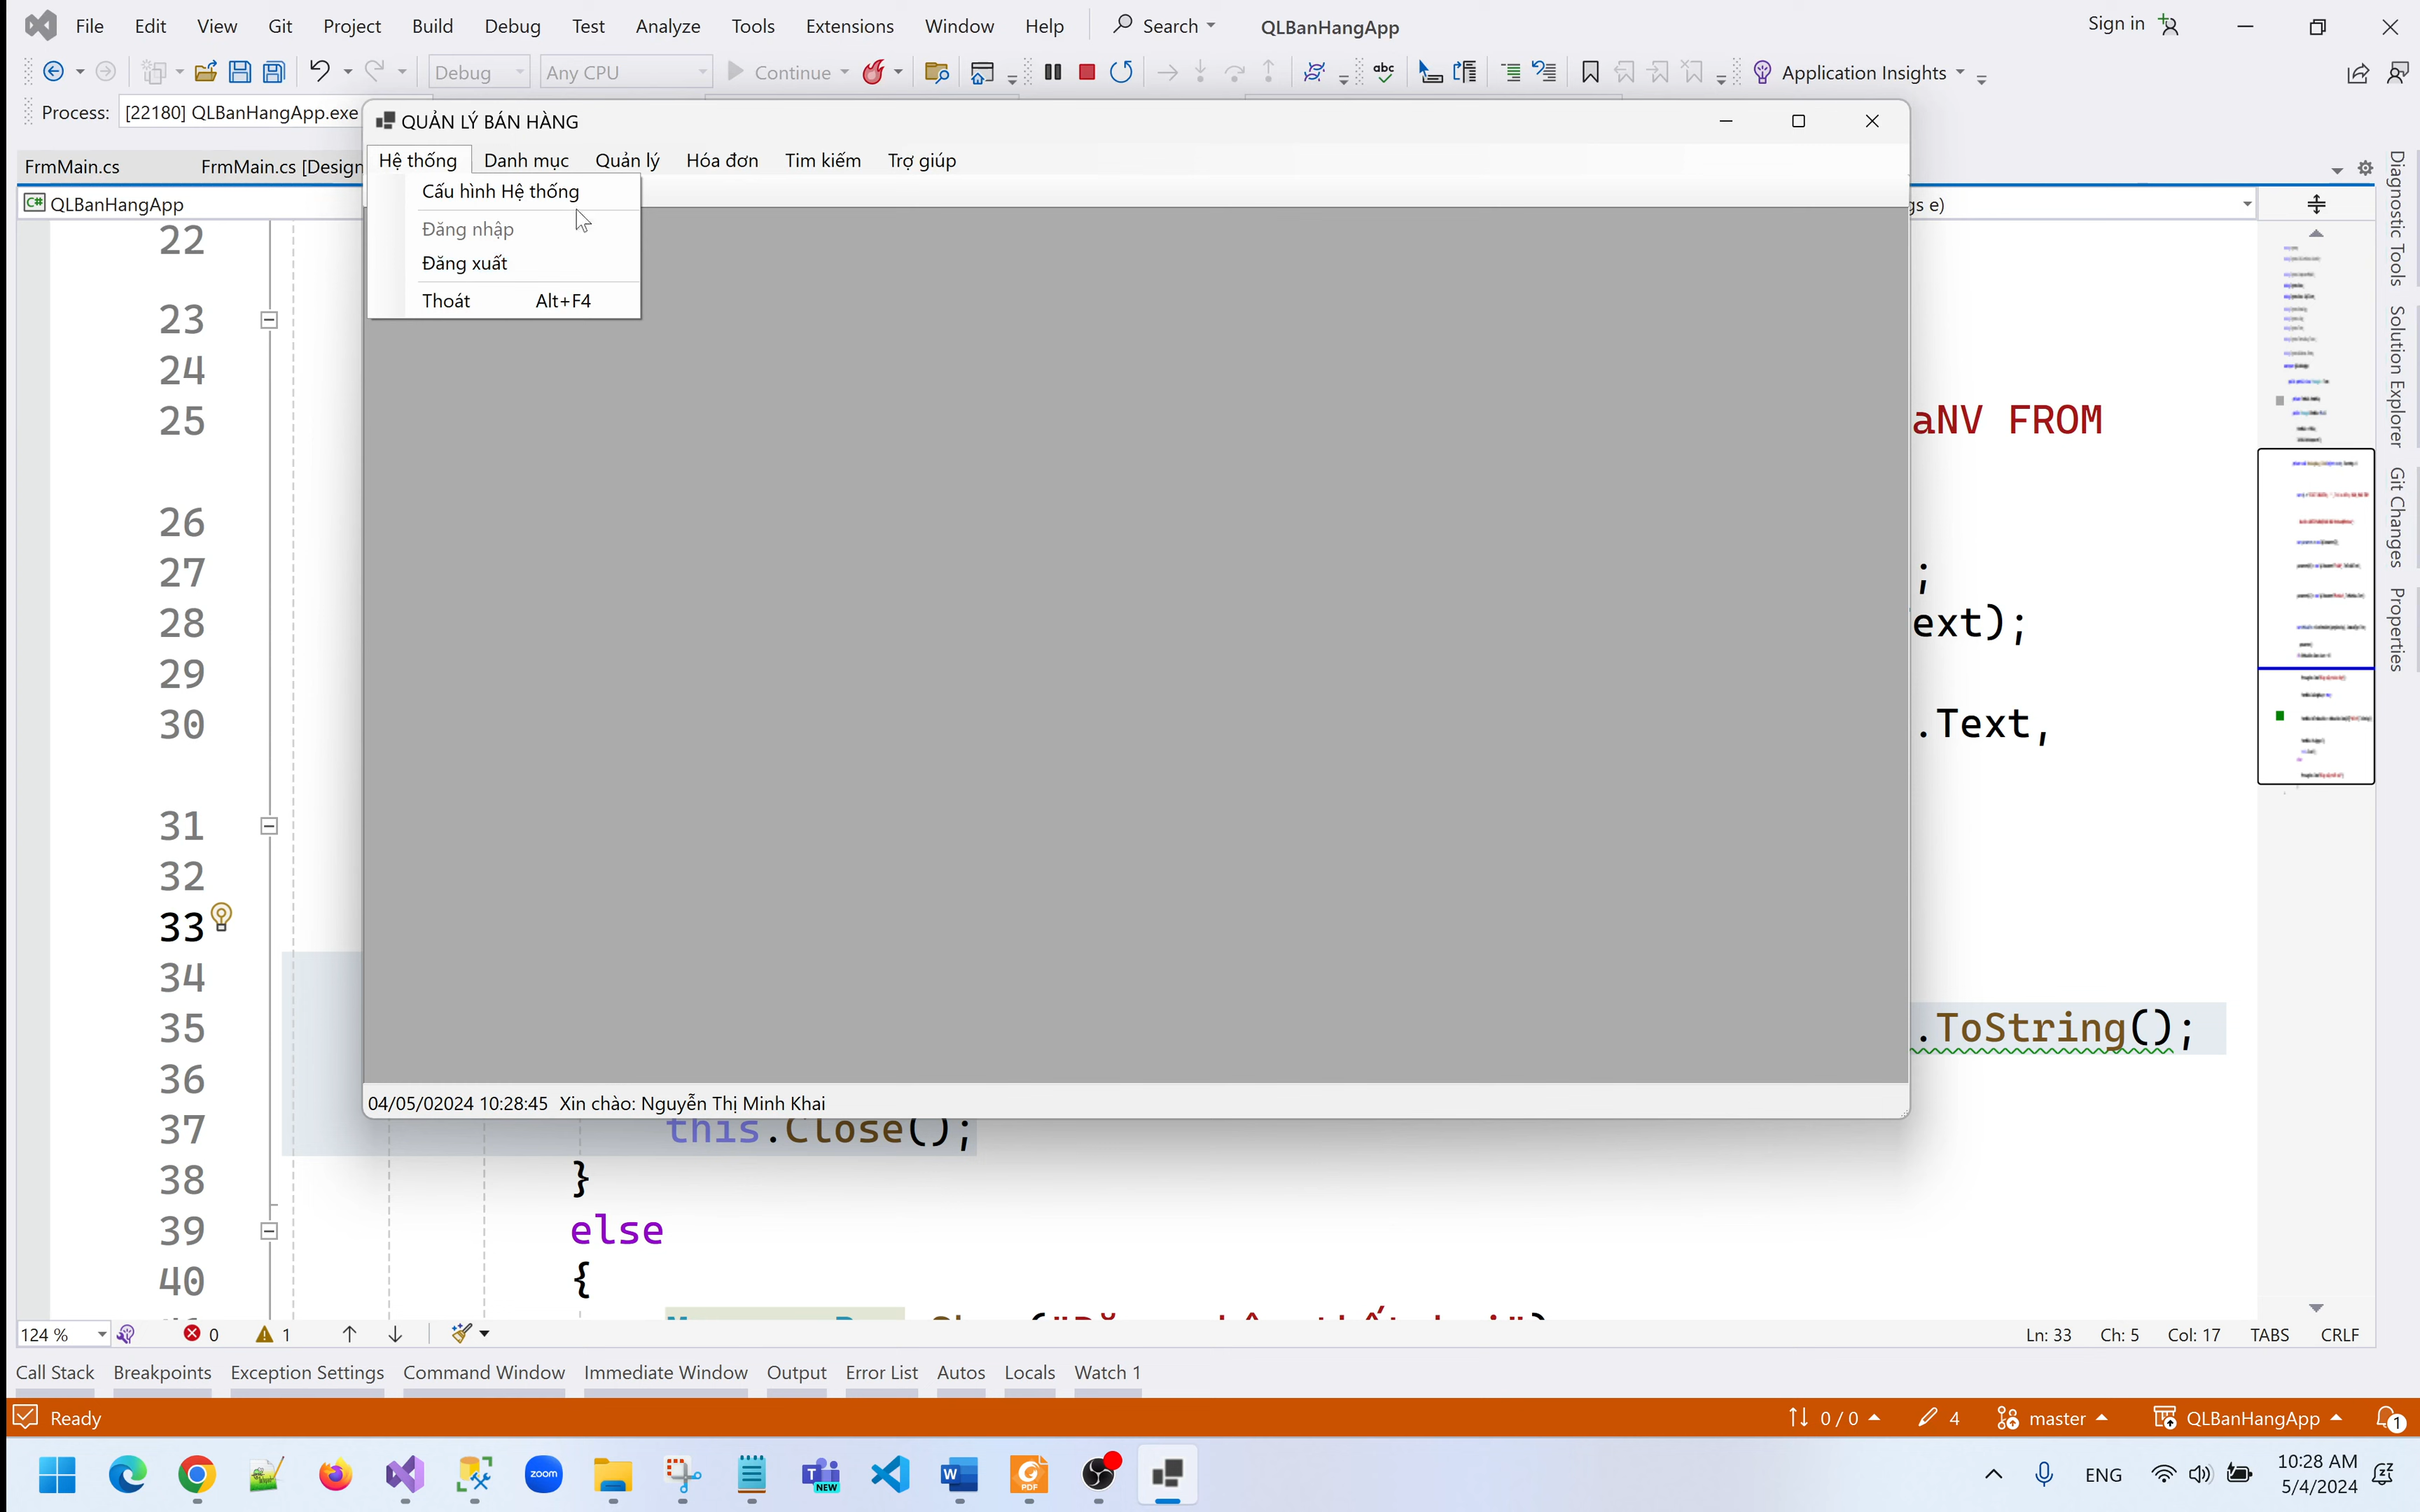 File Edit View Git Project Build Debug Test Analyze Tools Extensions Window Help Search QLBanHangApp Sign in
Debug Any CPU Continue Application Insights
Process: [22180] QLBanHangApp.exe
QUẢN LÝ BÁN HÀNG
Hệ thống Danh mục Quản lý Hóa đơn Tìm kiếm Trợ giúp
Cấu hình Hệ thống
Đăng nhập
Đăng xuất
Thoát Alt+F4
04/05/02024 10:28:45 Xin chào: Nguyễn Thị Minh Khai
FrmMain.cs FrmMain.cs [Design
QLBanHangApp gs e)
22
23
24
25 aNV FROM
26
27 ;
28 ext);
29
30 .Text,
31
32
33
34
35 .ToString();
36
37 this.Close();
38 }
39 else
40 {
Diagnostic Tools
Solution Explorer
Git Changes
Properties
124 % 0 1 Ln: 33 Ch: 5 Col: 17 TABS CRLF
Call Stack Breakpoints Exception Settings Command Window Immediate Window Output Error List Autos Locals Watch 1
Ready 0 / 0 4 master QLBanHangApp 1
zoom NEW PDF ENG 10:28 AM
5/4/2024